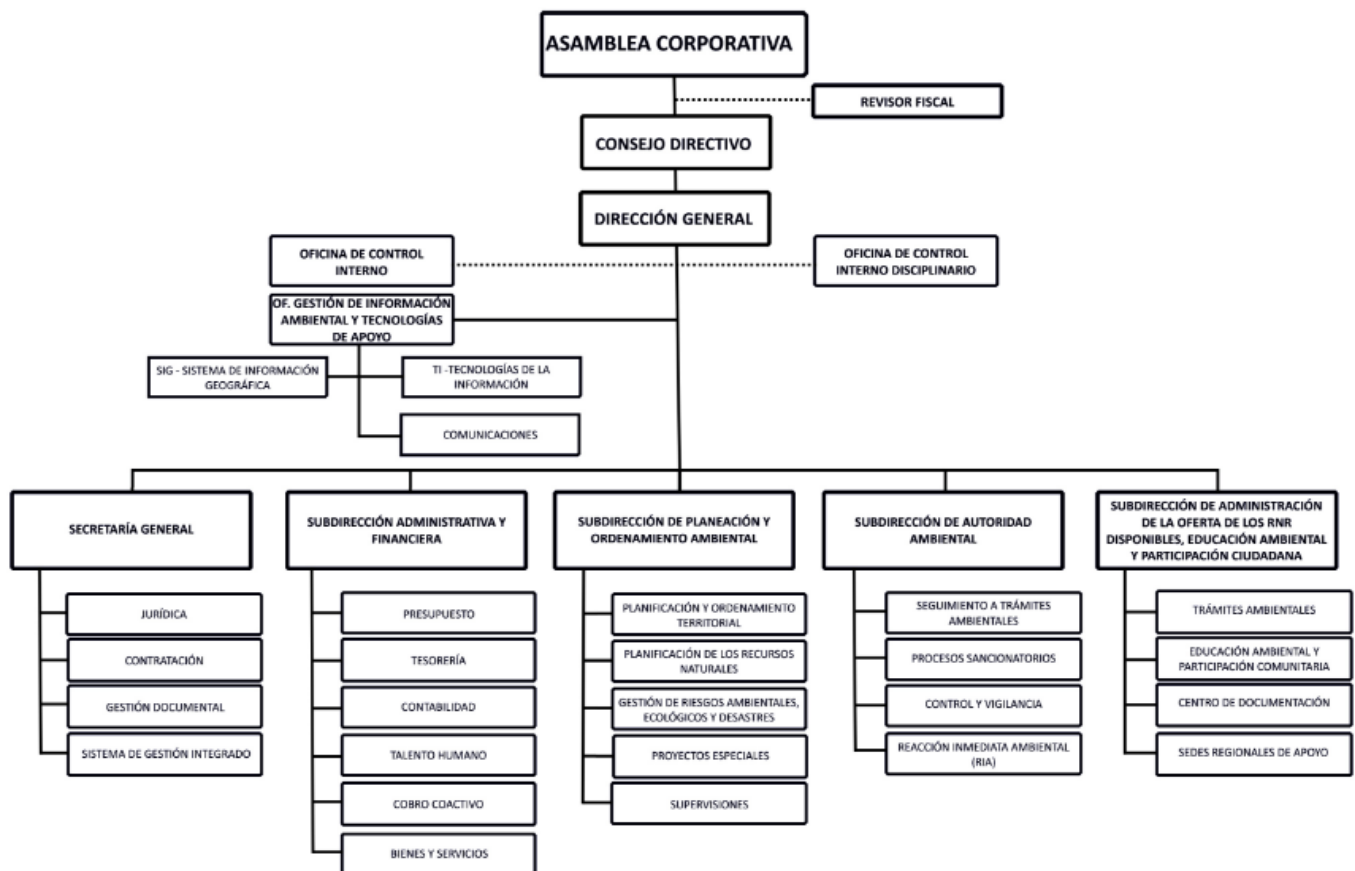 ASAMBLEA CORPORATIVA
REVISOR FISCAL
CONSEJO DIRECTIVO
DIRECCIÓN GENERAL
OFICINA DE CONTROL
INTERNO
OFICINA DE CONTROL
INTERNO DISCIPLINARIO
OF. GESTIÓN DE INFORMACIÓN
AMBIENTAL Y TECNOLOGÍAS
DE APOYO
SIG - SISTEMA DE INFORMACIÓN
GEOGRÁFICA
TI -TECNOLOGÍAS DE LA
INFORMACIÓN
COMUNICACIONES
SECRETARÍA GENERAL
JURÍDICA
CONTRATACIÓN
GESTIÓN DOCUMENTAL
SISTEMA DE GESTIÓN INTEGRADO
SUBDIRECCIÓN ADMINISTRATIVA Y
FINANCIERA
PRESUPUESTO
TESORERÍA
CONTABILIDAD
TALENTO HUMANO
COBRO COACTIVO
BIENES Y SERVICIOS
SUBDIRECCIÓN DE PLANEACIÓN Y
ORDENAMIENTO AMBIENTAL
PLANIFICACIÓN Y ORDENAMIENTO
TERRITORIAL
PLANIFICACIÓN DE LOS RECURSOS
NATURALES
GESTIÓN DE RIESGOS AMBIENTALES,
ECOLÓGICOS Y DESASTRES
PROYECTOS ESPECIALES
SUPERVISIONES
SUBDIRECCIÓN DE AUTORIDAD
AMBIENTAL
SEGUIMIENTO A TRÁMITES
AMBIENTALES
PROCESOS SANCIONATORIOS
CONTROL Y VIGILANCIA
REACCIÓN INMEDIATA AMBIENTAL
(RIA)
SUBDIRECCIÓN DE ADMINISTRACIÓN
DE LA OFERTA DE LOS RNR
DISPONIBLES, EDUCACIÓN AMBIENTAL
Y PARTICIPACIÓN CIUDADANA
TRÁMITES AMBIENTALES
EDUCACIÓN AMBIENTAL Y
PARTICIPACIÓN COMUNITARIA
CENTRO DE DOCUMENTACIÓN
SEDES REGIONALES DE APOYO